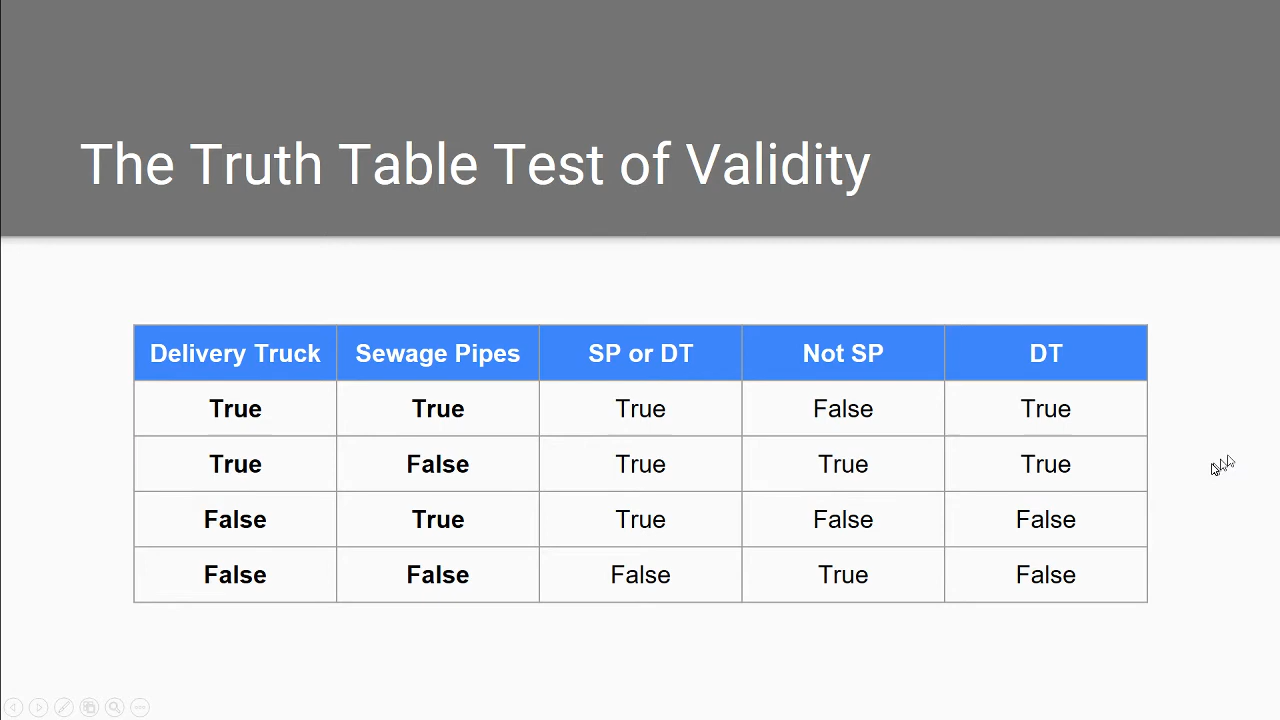 The Truth Table Test of Validity
Delivery Truck Sewage Pipes SP or DT Not SP DT
True True True False True
True False True True True
False True True False False
False False False True False